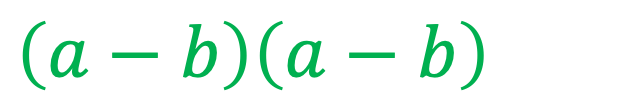 (𝑎 − 𝑏)(𝑎 − 𝑏)